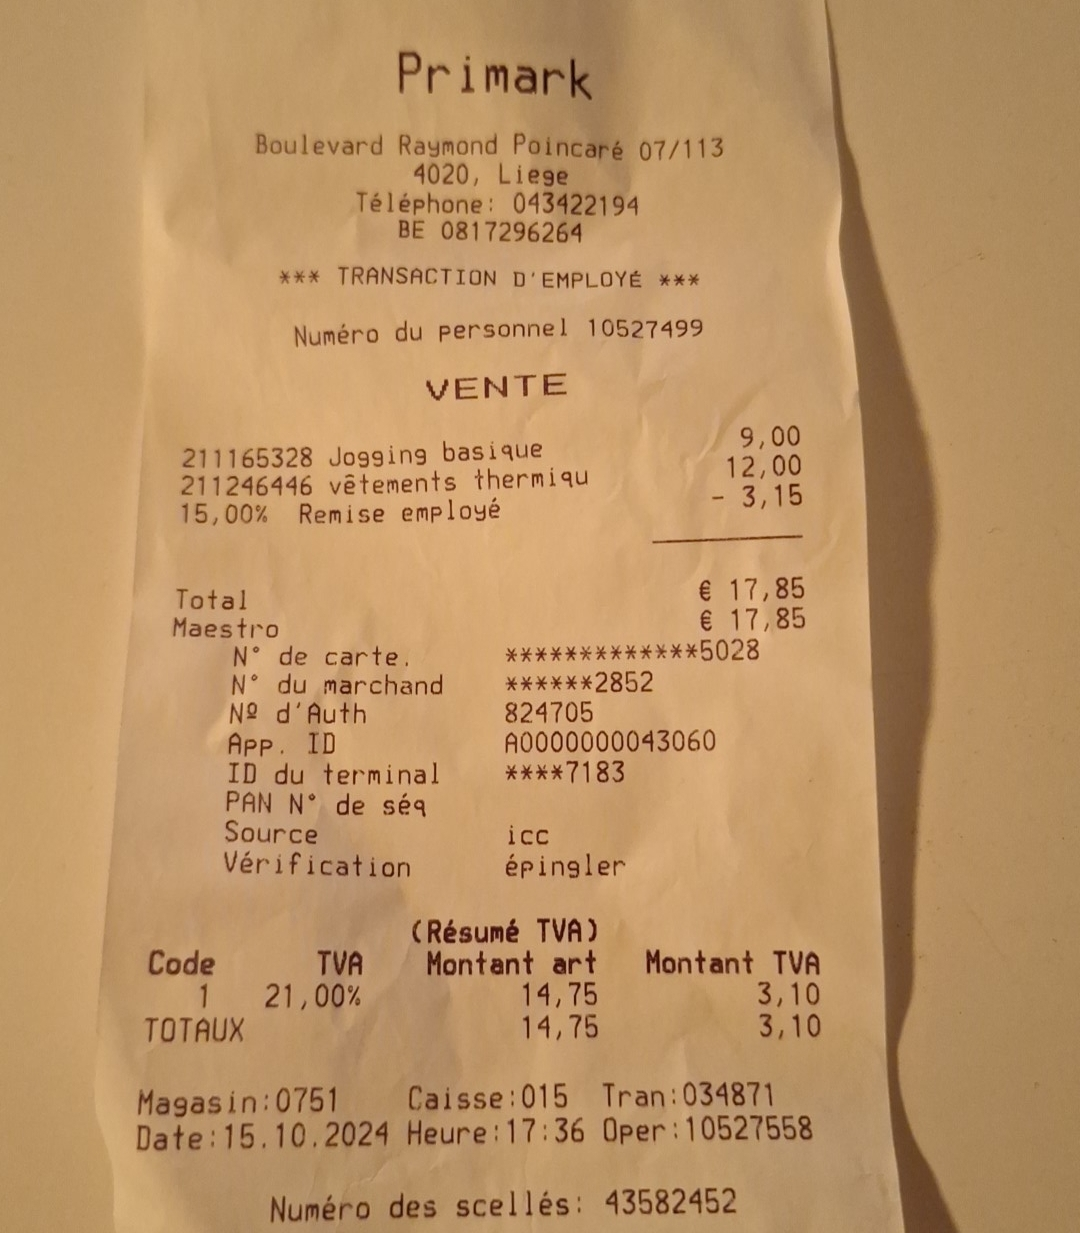 Primark
Boulevard Raymond Poincaré 07/113
4020, Liege
Téléphone: 043422194
BE 0817296264
*** TRANSACTION D'EMPLOYÉ ***
Numéro du personnel 10527499
VENTE
211165328 Jogging basique 9,00
211246446 vêtements thermiqu 12,00
15,00% Remise employé - 3,15
Total € 17,85
Maestro € 17,85
N° de carte. *************5028
N° du marchand ******2852
Nº d'Auth 824705
App. ID A0000000043060
ID du terminal ****7183
PAN N° de séq
Source icc
Vérification épingler
(Résumé TVA)
Code TVA Montant art Montant TVA
1 21,00% 14,75 3,10
TOTAUX 14,75 3,10
Magasin:0751 Caisse:015 Tran:034871
Date:15.10.2024 Heure:17:36 Oper:10527558
Numéro des scellés: 43582452